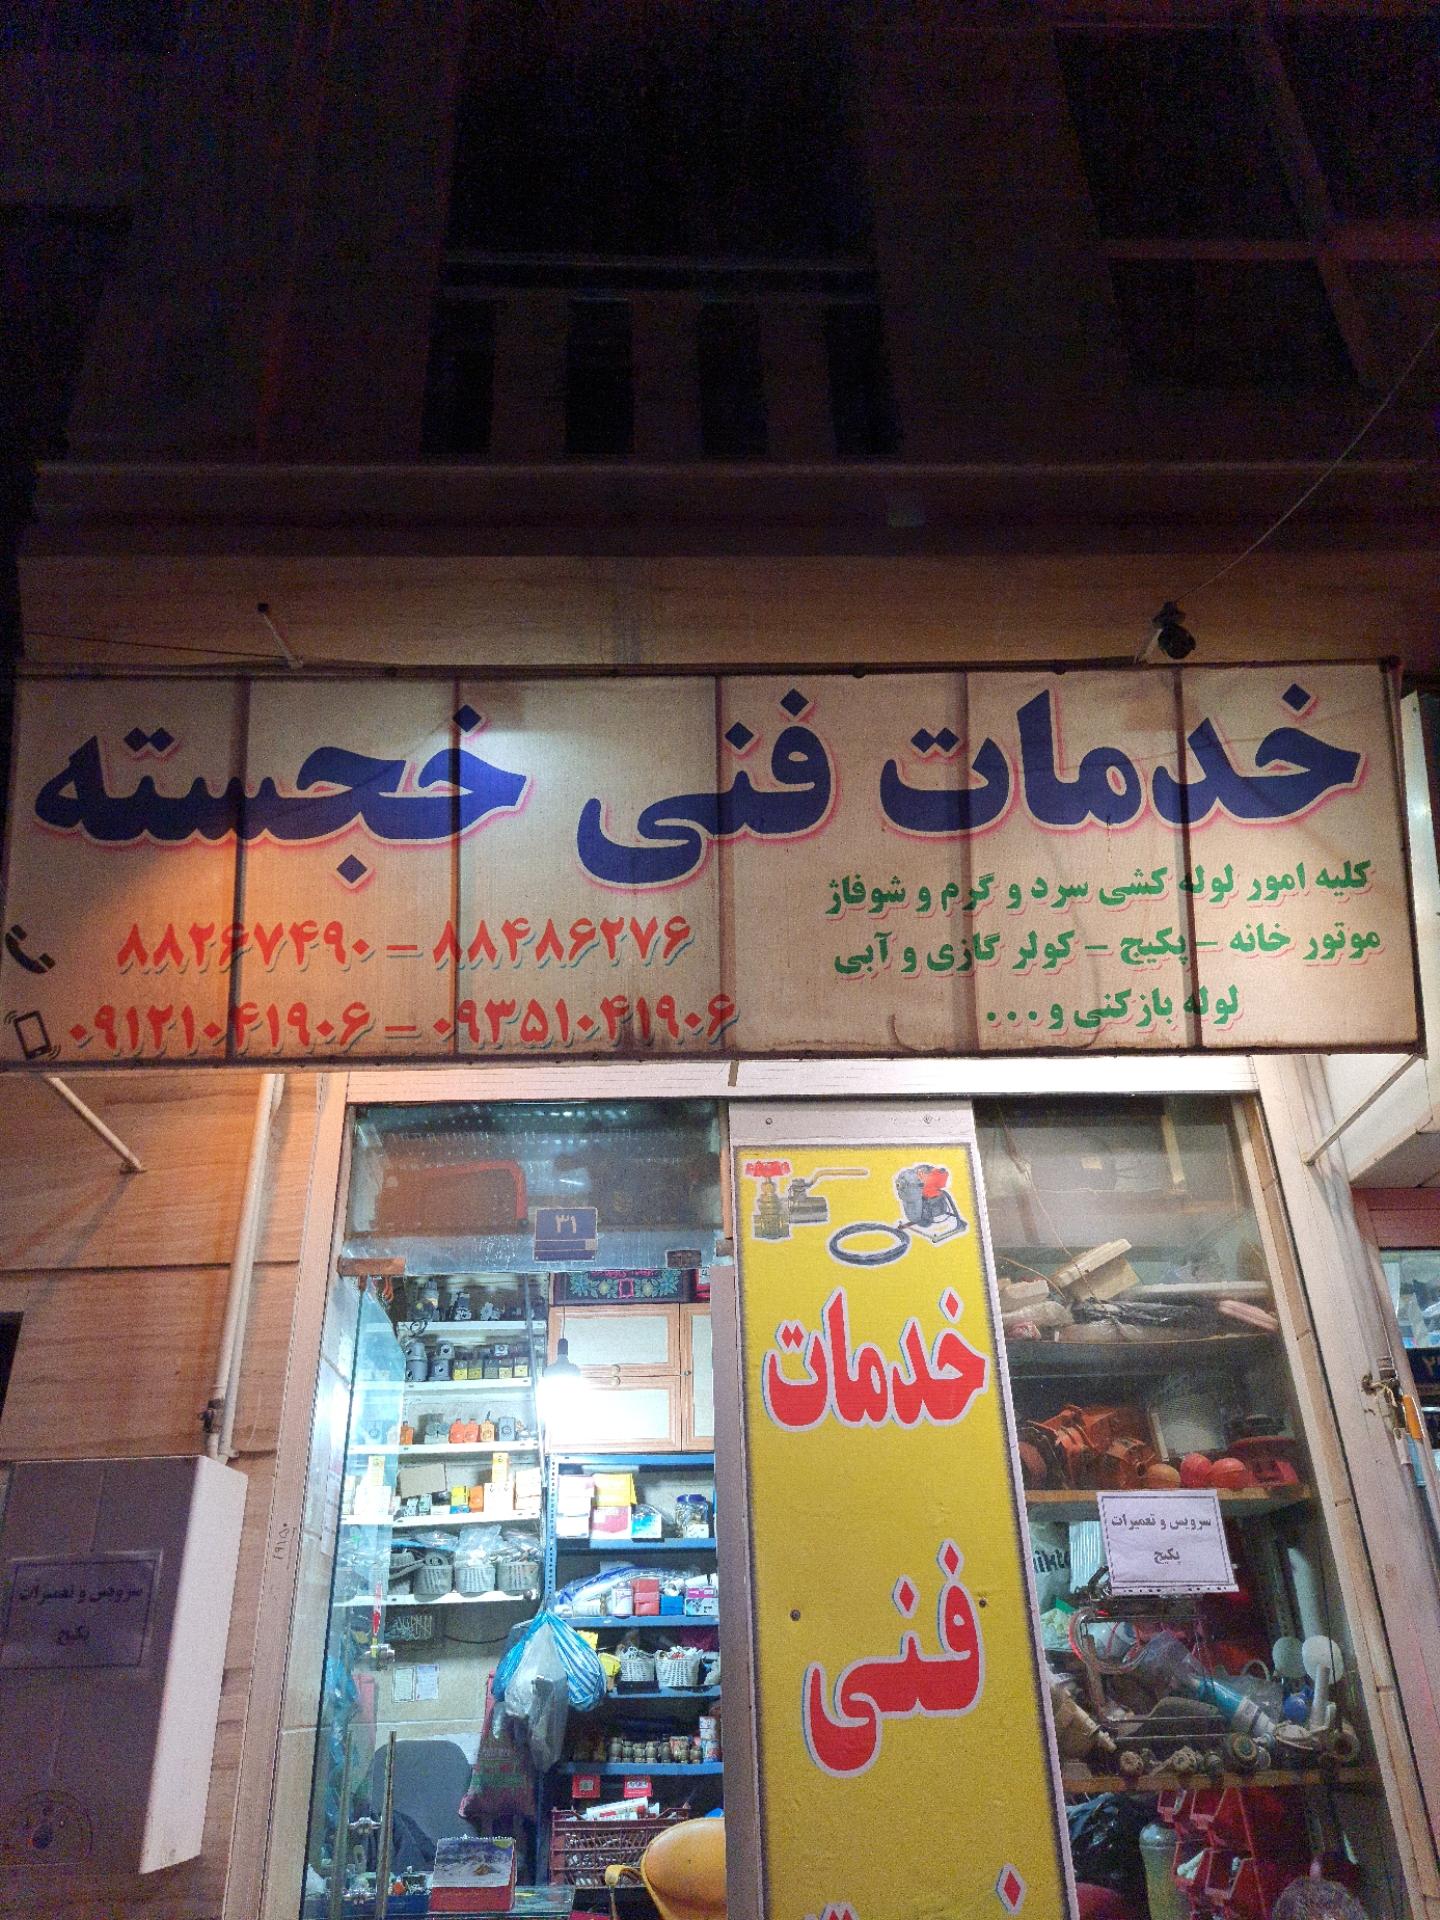 خدمات فنی خجسته
کلیه امور لوله کشی سرد و گرم و شوفاژ
موتور خانه - پکیج - کولر گازی و آبی
لوله بازکنی و...
۸۸۲۶۷۴۹۰ = ۸۸۴۸۶۲۷۶
۰۹۱۲۱۰۴۱۹۰۶ = ۰۹۳۵۱۰۴۱۹۰۶
۳۱
خدمات
فنی
سرویس و تعمیرات
پکیج
سرویس و تعمیرات
پکیج